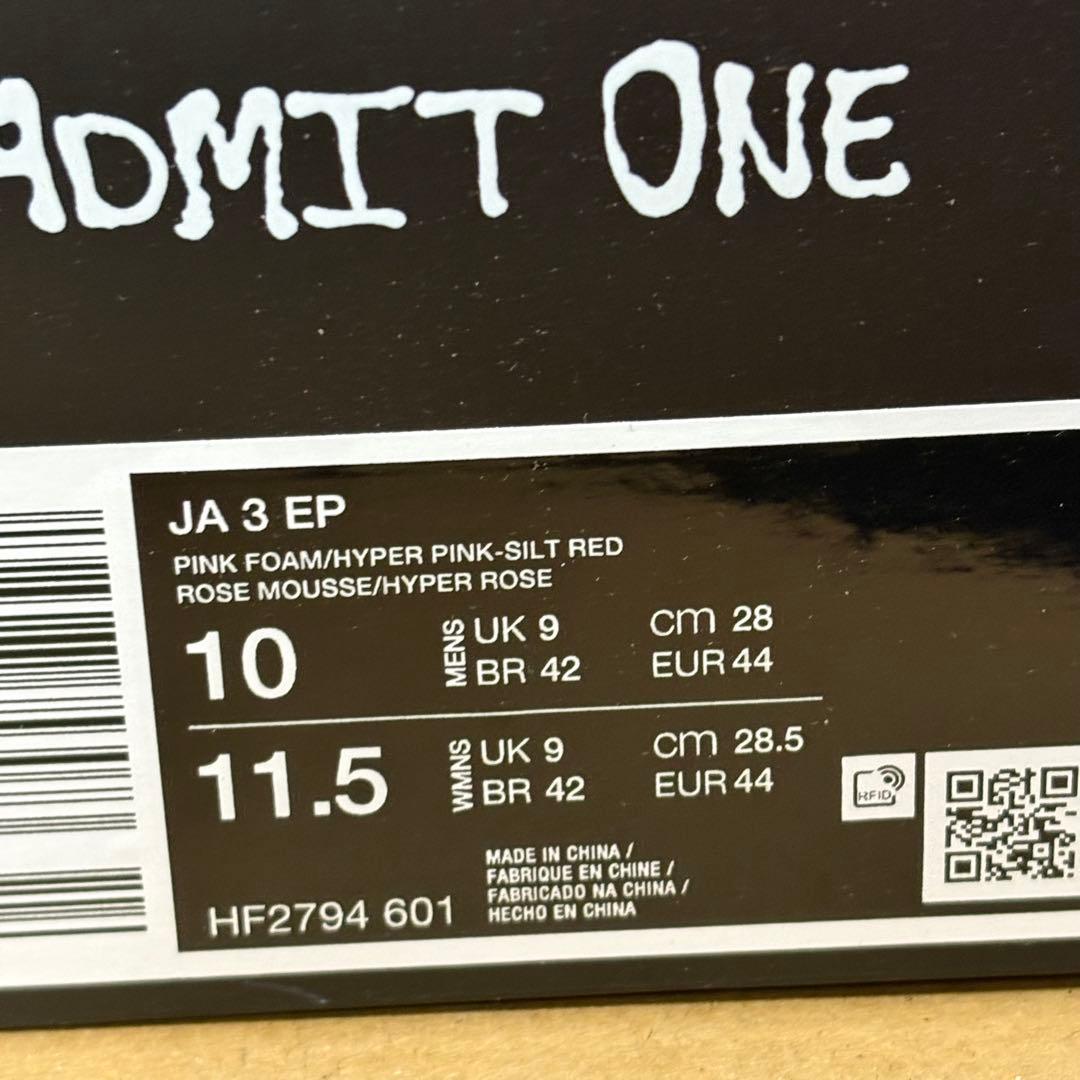 ADMIT ONE
JA 3 EP
PINK FOAM/HYPER PINK-SILT RED
ROSE MOUSSE/HYPER ROSE
10 MENS UK 9 cm 28
BR 42 EUR 44
11.5 WMNS UK 9 cm 28.5
BR 42 EUR 44
RFID
MADE IN CHINA /
FABRIQUE EN CHINE /
FABRICADO NA CHINA /
HECHO EN CHINA
HF2794 601